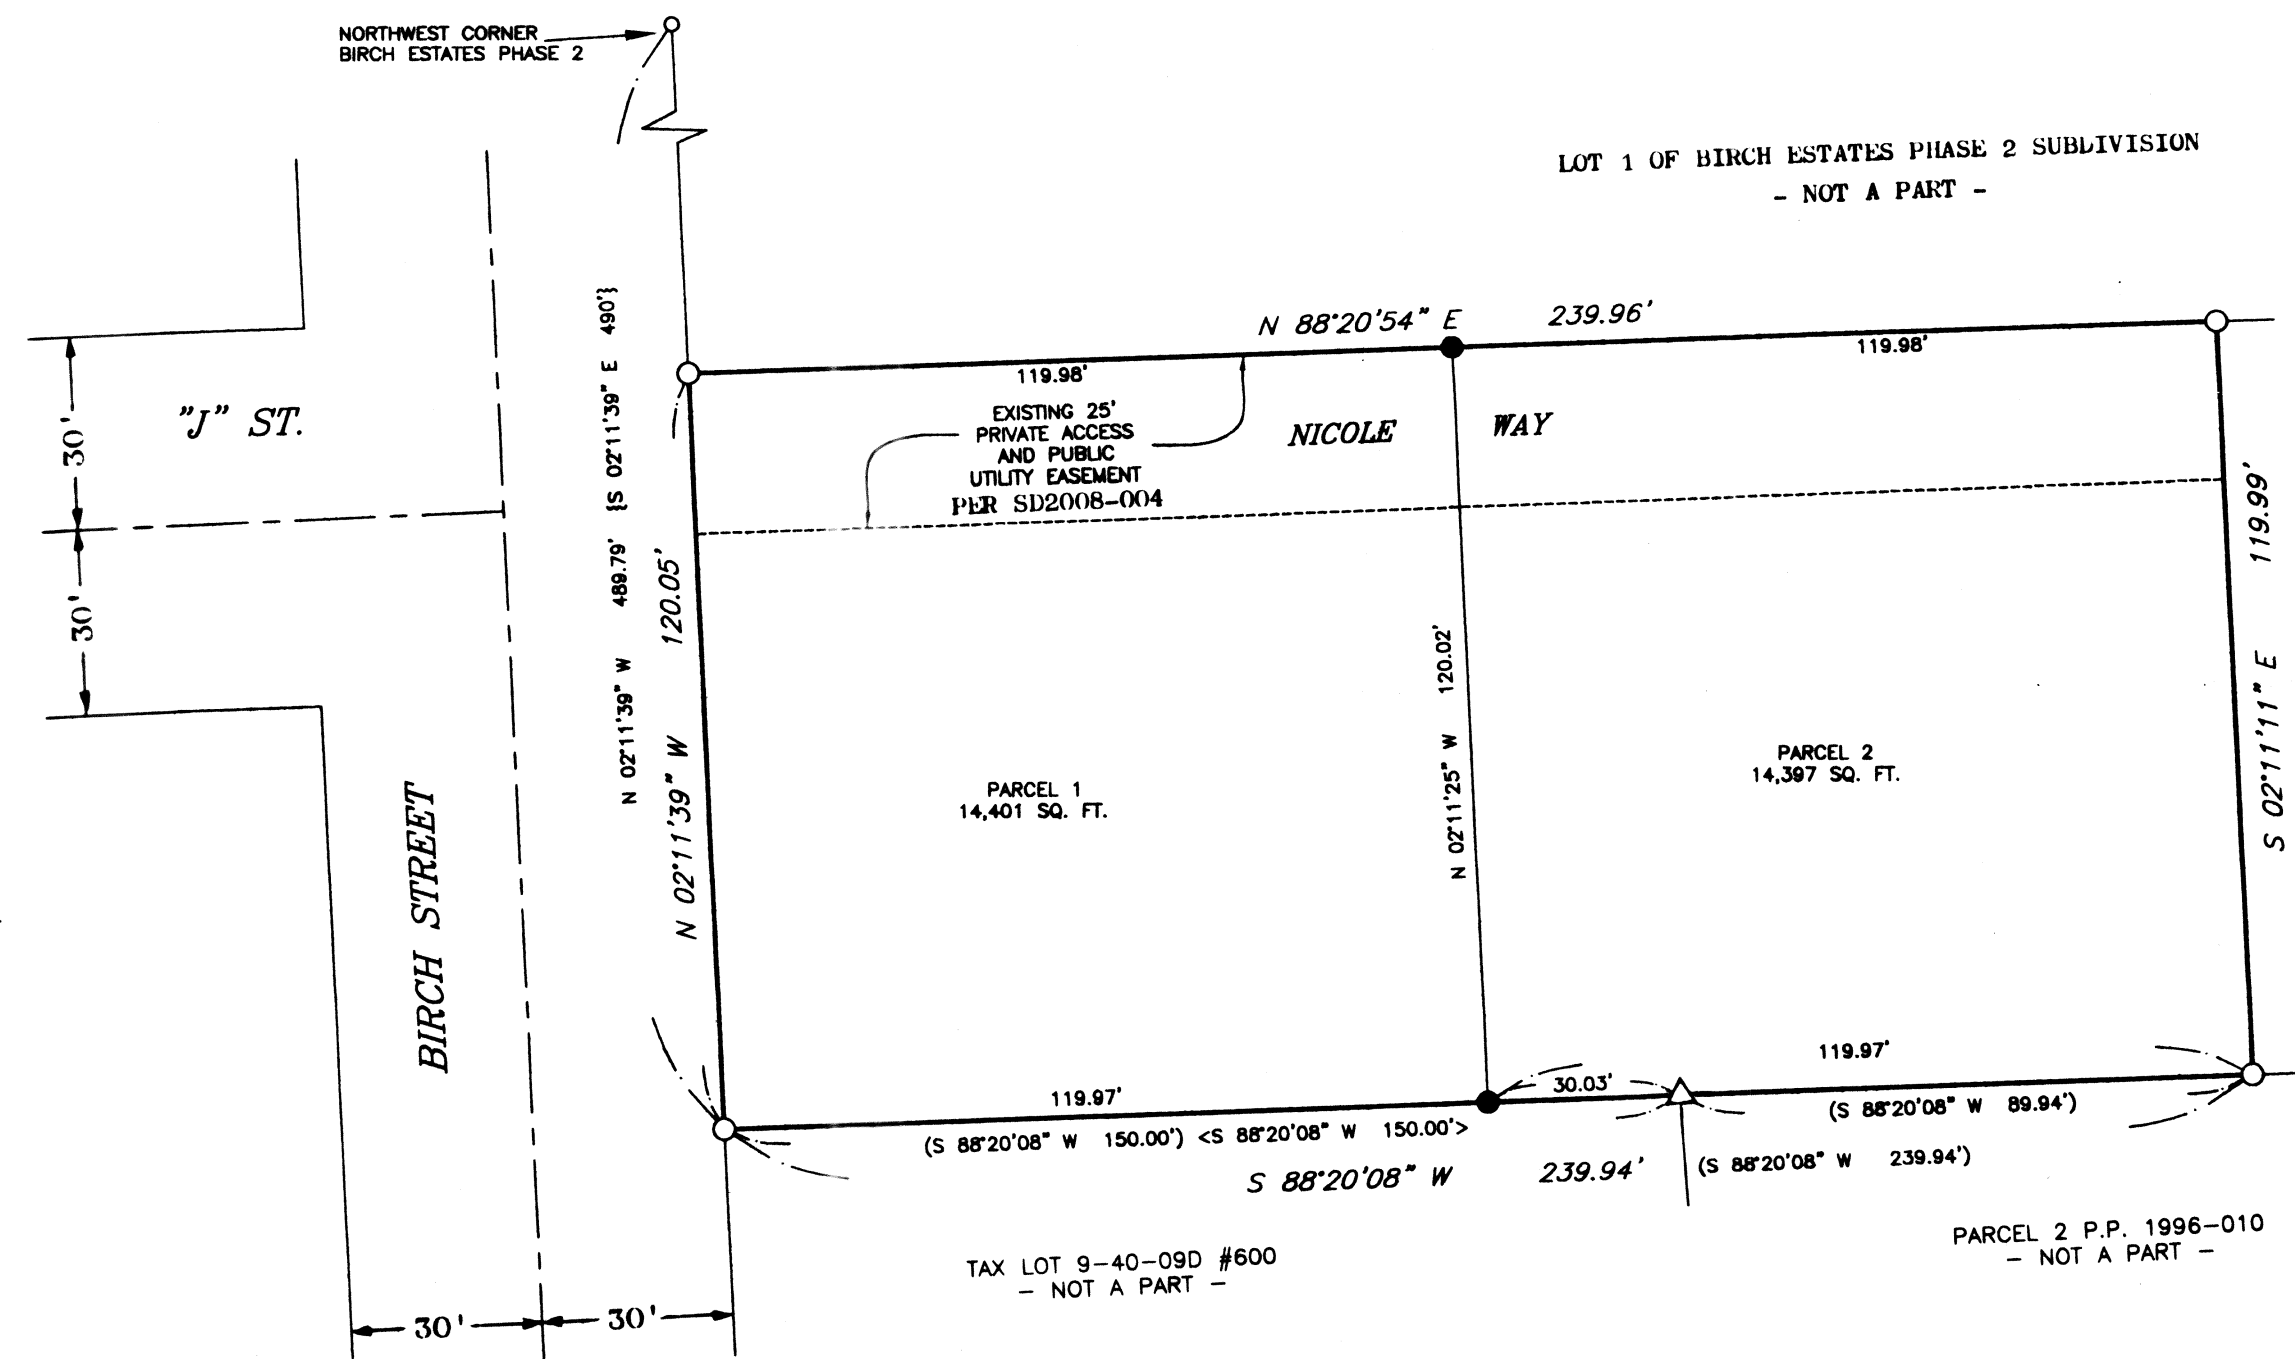 NORTHWEST CORNER
BIRCH ESTATES PHASE 2
LOT 1 OF BIRCH ESTATES PHASE 2 SUBDIVISION
- NOT A PART -
N 88°20'54" E 239.96'
119.98'
119.98'
"J" ST.
30'
30'
EXISTING 25'
PRIVATE ACCESS
AND PUBLIC
UTILITY EASEMENT
PER SD2008-004
NICOLE WAY
N 02°11'39" W 489.79' {S 02°11'39" E 490'}
N 02°11'39" W 120.05'
N 02°11'25" W 120.02'
S 02°11'11" E 119.99'
PARCEL 1
14,401 SQ. FT.
PARCEL 2
14,397 SQ. FT.
BIRCH STREET
119.97'
30.03'
119.97'
(S 88°20'08" W 150.00') <S 88°20'08" W 150.00'>
(S 88°20'08" W 89.94')
S 88°20'08" W 239.94'
(S 88°20'08" W 239.94')
TAX LOT 9-40-09D #600
- NOT A PART -
PARCEL 2 P.P. 1996-010
- NOT A PART -
30'
30'